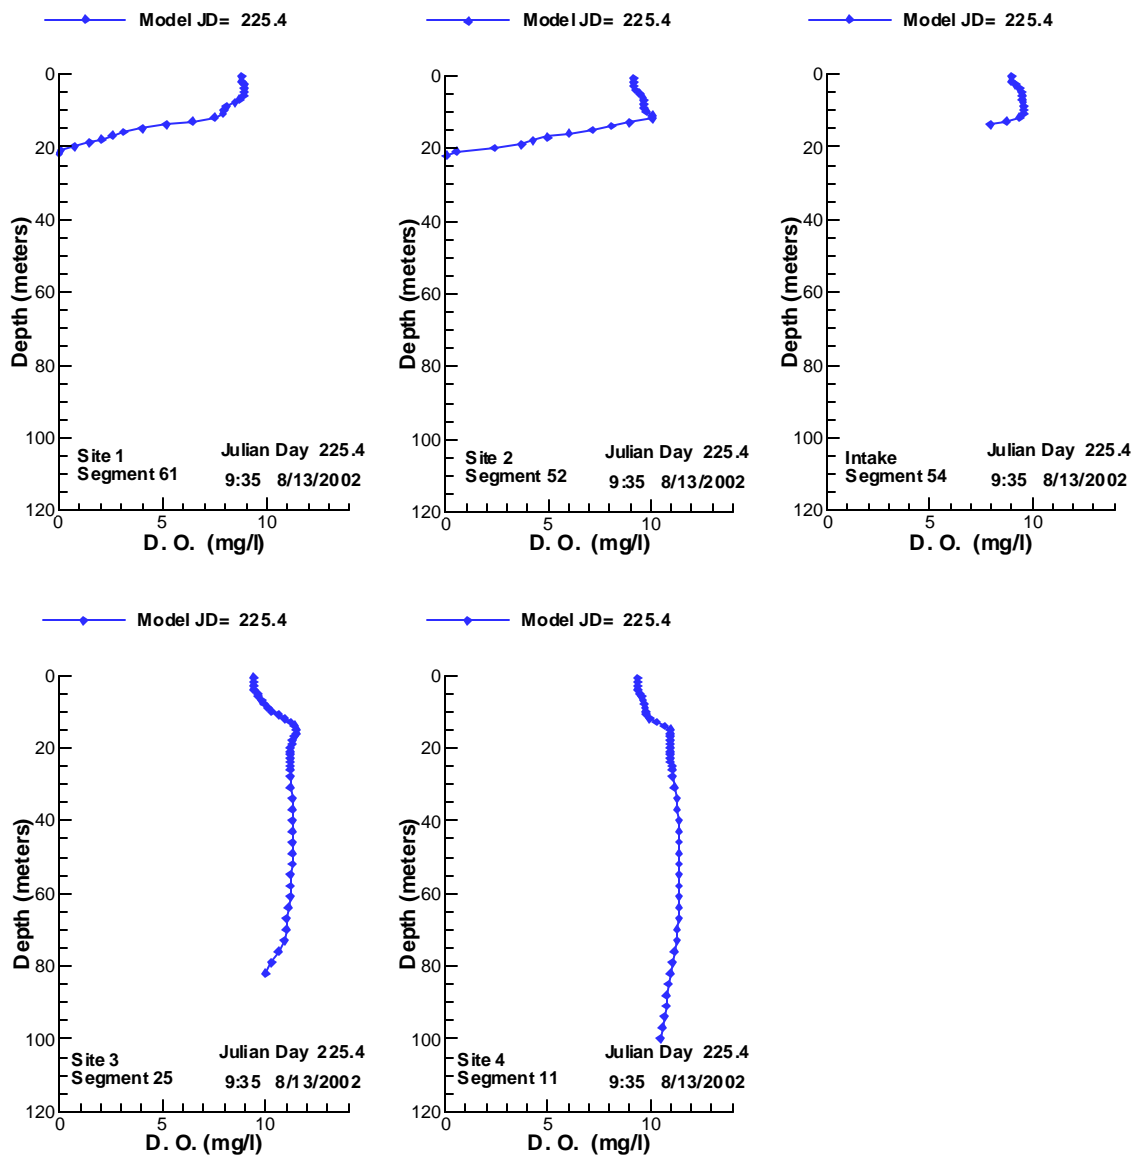 Model JD= 225.4
0
20
40
60
80
100
120
Depth (meters)
Site 1
Segment 61
Julian Day 225.4
9:35 8/13/2002
0 5 10
D. O. (mg/l)
Model JD= 225.4
0
20
40
60
80
100
120
Depth (meters)
Site 2
Segment 52
Julian Day 225.4
9:35 8/13/2002
0 5 10
D. O. (mg/l)
Model JD= 225.4
0
20
40
60
80
100
120
Depth (meters)
Intake
Segment 54
Julian Day 225.4
9:35 8/13/2002
0 5 10
D. O. (mg/l)
Model JD= 225.4
0
20
40
60
80
100
120
Depth (meters)
Site 3
Segment 25
Julian Day 225.4
9:35 8/13/2002
0 5 10
D. O. (mg/l)
Model JD= 225.4
0
20
40
60
80
100
120
Depth (meters)
Site 4
Segment 11
Julian Day 225.4
9:35 8/13/2002
0 5 10
D. O. (mg/l)